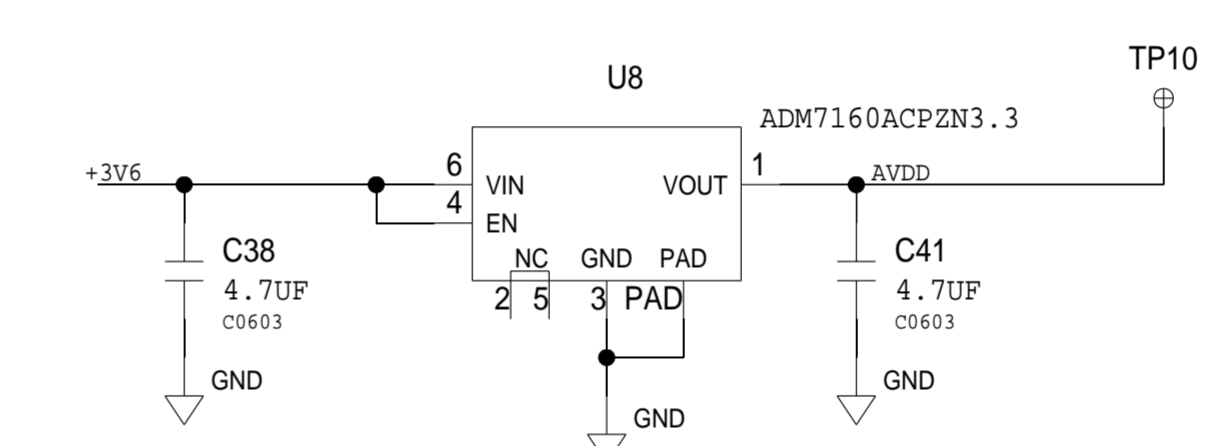 TP10
U8
ADM7160ACPZN3.3
+3V6
6
VIN
VOUT
1
AVDD
4
EN
C38
4.7UF
C0603
NC
GND
PAD
2
5
3
PAD
C41
4.7UF
C0603
GND
GND
GND